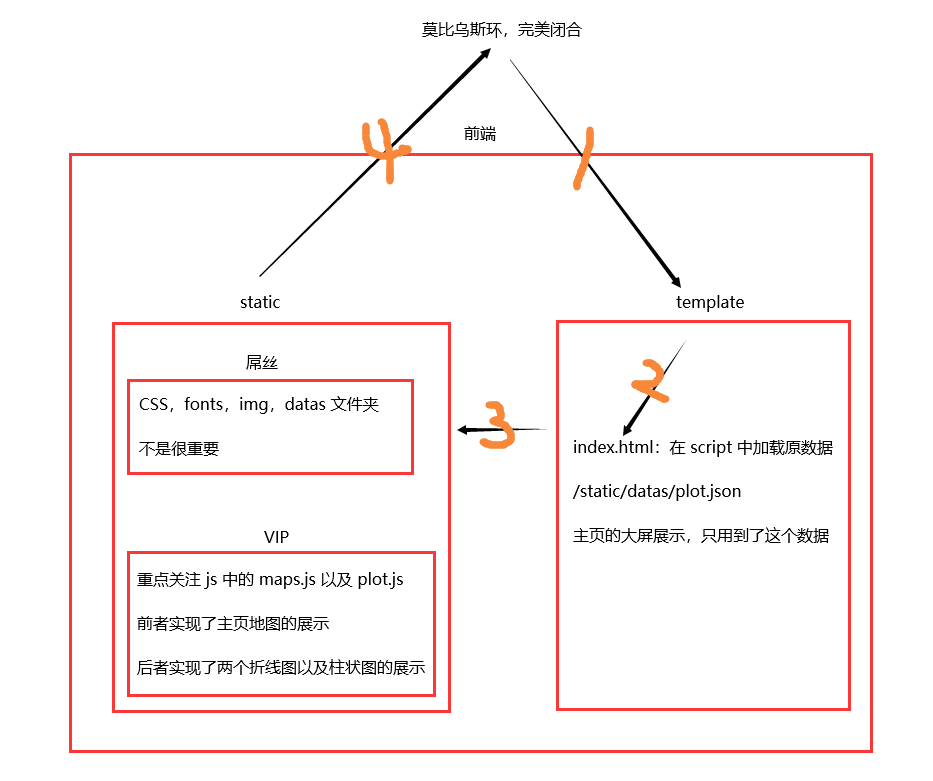 莫比乌斯环，完美闭合
前端
4
1
static
template
屌丝
CSS，fonts，img，datas 文件夹
不是很重要
VIP
重点关注 js 中的 maps.js 以及 plot.js
前者实现了主页地图的展示
后者实现了两个折线图以及柱状图的展示
3
2
index.html：在 script 中加载原数据
/static/datas/plot.json
主页的大屏展示，只用到了这个数据